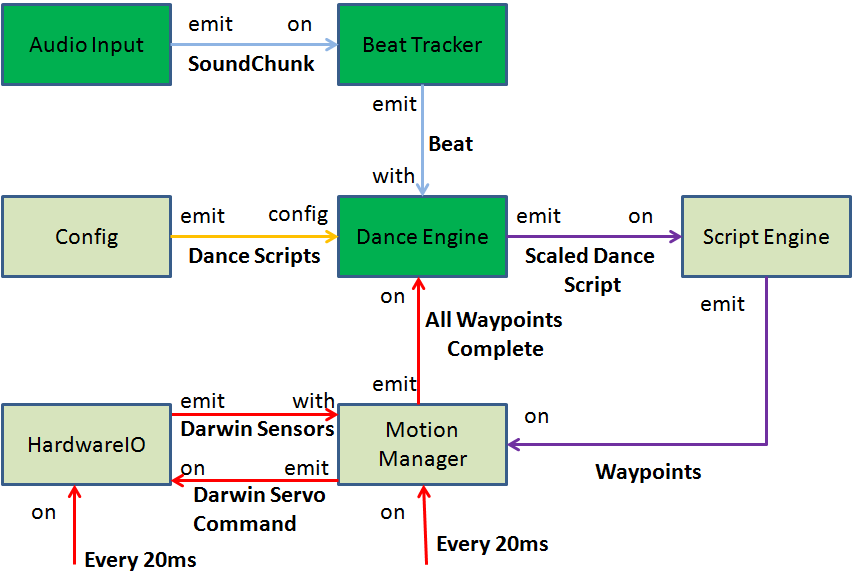 emit on
Audio Input
Beat Tracker
SoundChunk
emit
Beat
with
emit config
emit on
Config
Dance Engine
Script Engine
Dance Scripts
Scaled Dance
Script
on
emit
All Waypoints
Complete
emit
emit with
on
Darwin Sensors
HardwareIO
Motion
Manager
on emit
Waypoints
Darwin Servo
Command
on
on
Every 20ms
Every 20ms